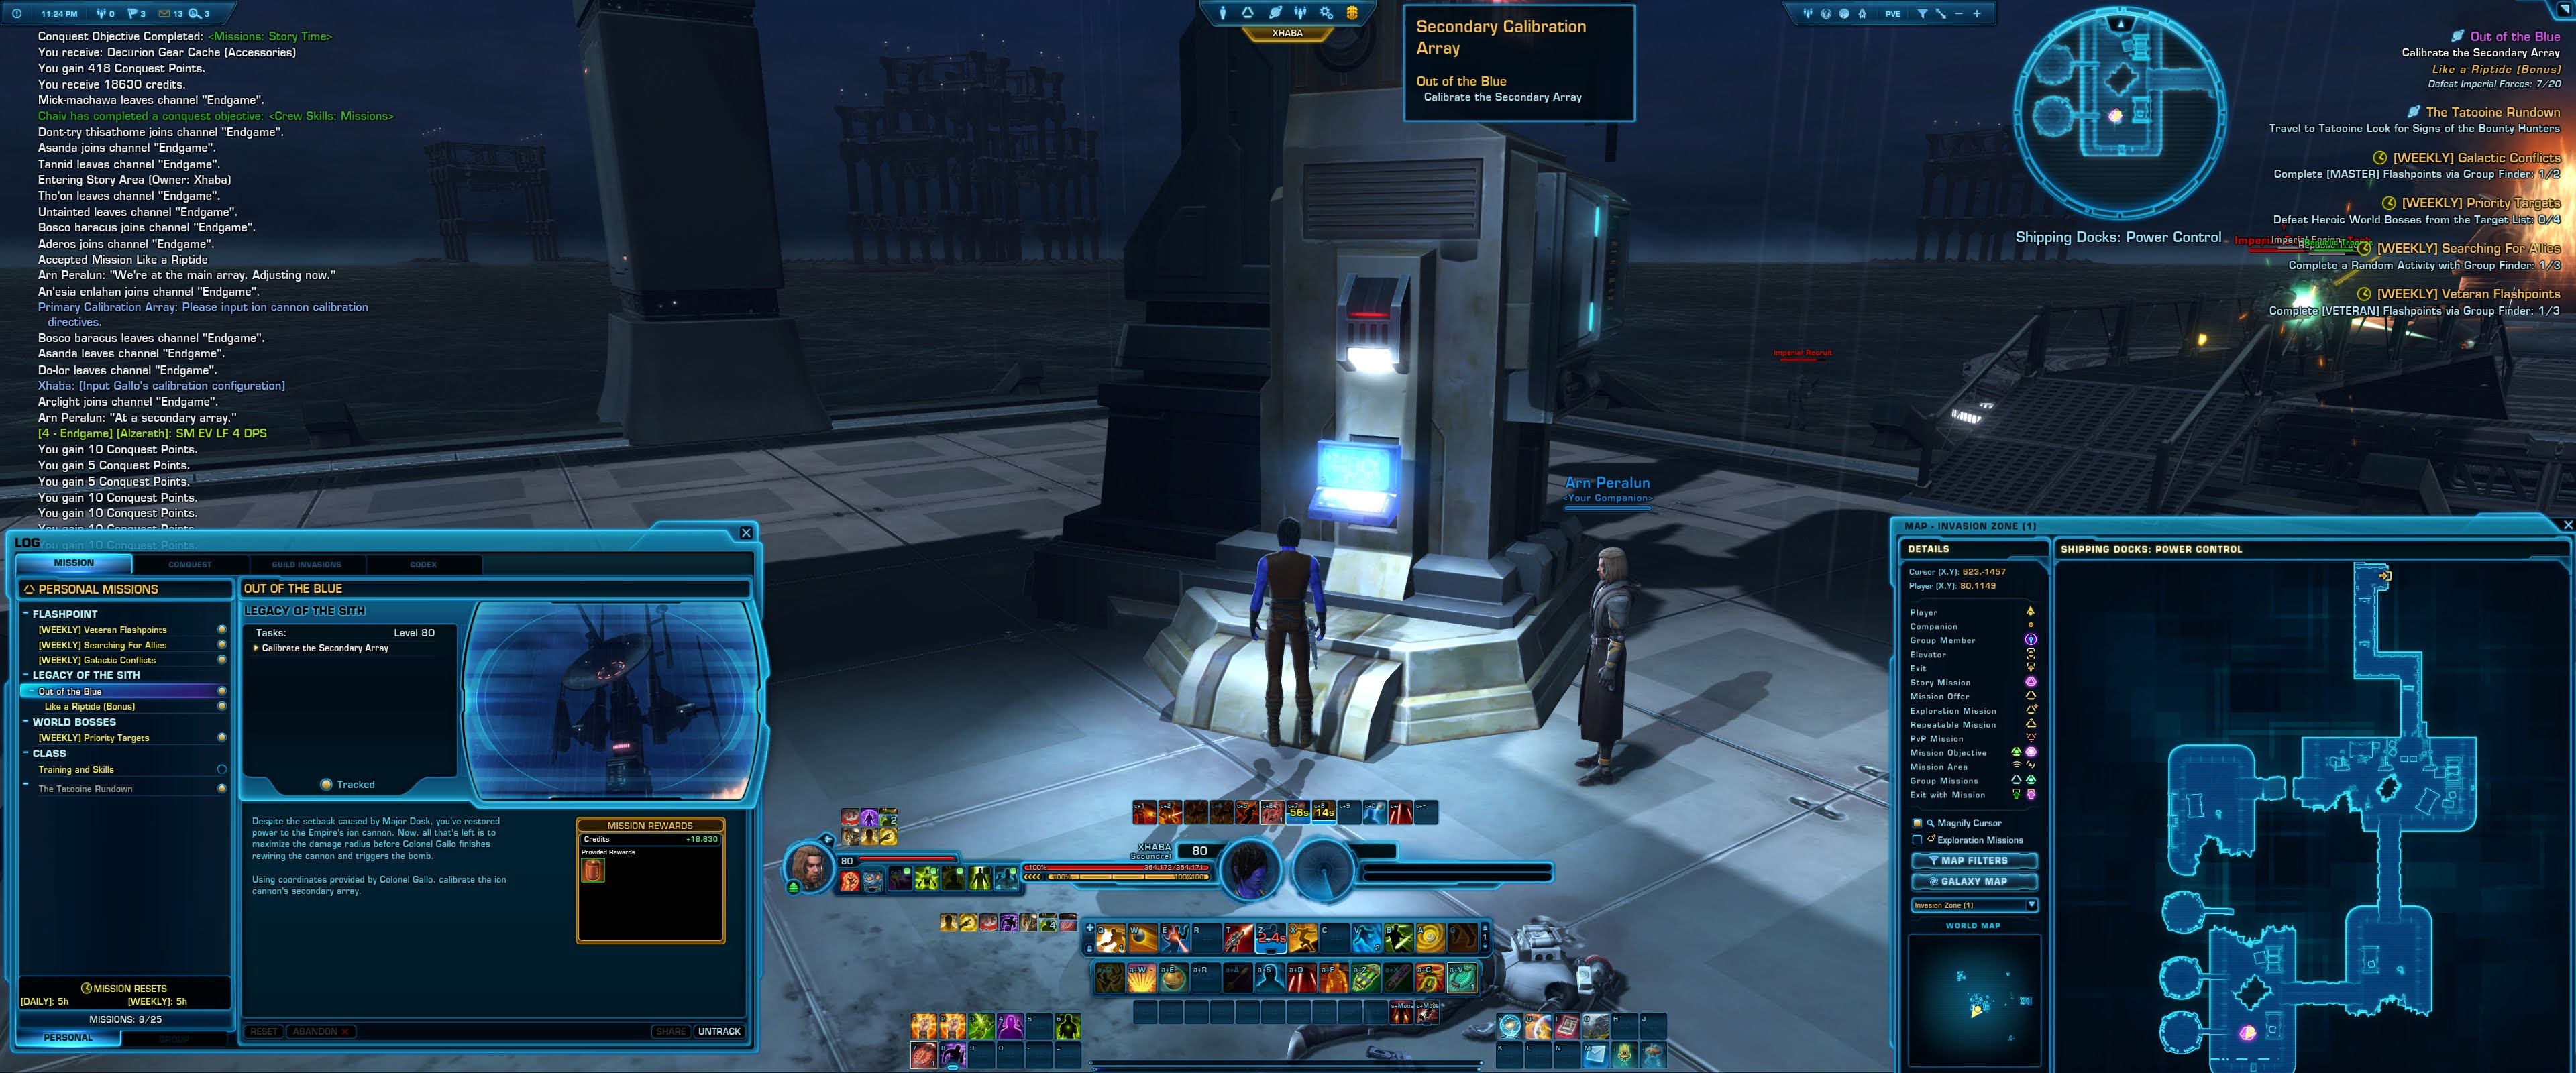 11:24 PM 0 3 13 3
Conquest Objective Completed: <Missions: Story Time>
You receive: Decurion Gear Cache (Accessories)
You gain 418 Conquest Points.
You receive 18630 credits.
Mick-machawa leaves channel "Endgame".
Chaiv has completed a conquest objective: <Crew Skills: Missions>
Dont-try thisathome joins channel "Endgame".
Asanda joins channel "Endgame".
Tannid leaves channel "Endgame".
Entering Story Area (Owner: Xhaba)
Tho'on leaves channel "Endgame".
Untainted leaves channel "Endgame".
Bosco baracus joins channel "Endgame".
Aderos joins channel "Endgame".
Accepted Mission Like a Riptide
Arn Peralun: "We're at the main array. Adjusting now."
An'esia enlahan joins channel "Endgame".
Primary Calibration Array: Please input ion cannon calibration
directives.
Bosco baracus leaves channel "Endgame".
Asanda leaves channel "Endgame".
Do-lor leaves channel "Endgame".
Xhaba: [Input Gallo's calibration configuration]
Arclight joins channel "Endgame".
Arn Peralun: "At a secondary array."
[4 - Endgame] [Alzerath]: SM EV LF 4 DPS
You gain 10 Conquest Points.
You gain 5 Conquest Points.
You gain 5 Conquest Points.
You gain 10 Conquest Points.
You gain 10 Conquest Points.
You gain 10 Conquest Points.
You gain 10 Conquest Points.
XHABA
Secondary Calibration
Array
Out of the Blue
Calibrate the Secondary Array
PVE
Shipping Docks: Power Control
Out of the Blue
Calibrate the Secondary Array
Like a Riptide (Bonus)
Defeat Imperial Forces: 7/20
The Tatooine Rundown
Travel to Tatooine Look for Signs of the Bounty Hunters
[WEEKLY] Galactic Conflicts
Complete [MASTER] Flashpoints via Group Finder: 1/2
[WEEKLY] Priority Targets
Defeat Heroic World Bosses from the Target List: 0/4
[WEEKLY] Searching For Allies
Complete a Random Activity with Group Finder: 1/3
[WEEKLY] Veteran Flashpoints
Complete [VETERAN] Flashpoints via Group Finder: 1/3
Imperial Recruit
Arn Peralun
<Your Companion>
LOG
MISSION CONQUEST GUILD INVASIONS CODEX
PERSONAL MISSIONS
FLASHPOINT
[WEEKLY] Veteran Flashpoints
[WEEKLY] Searching For Allies
[WEEKLY] Galactic Conflicts
LEGACY OF THE SITH
Out of the Blue
Like a Riptide (Bonus)
WORLD BOSSES
[WEEKLY] Priority Targets
CLASS
Training and Skills
The Tatooine Rundown
MISSION RESETS
[DAILY]: 5h [WEEKLY]: 5h
MISSIONS: 8/25
PERSONAL GROUP
OUT OF THE BLUE
LEGACY OF THE SITH
Tasks: Level 80
Calibrate the Secondary Array
Tracked
Despite the setback caused by Major Dosk, you've restored
power to the Empire's ion cannon. Now, all that's left is to
maximize the damage radius before Colonel Gallo finishes
rewiring the cannon and triggers the bomb.
Using coordinates provided by Colonel Gallo, calibrate the ion
cannon's secondary array.
MISSION REWARDS
Credits +18,630
Provided Rewards
RESET ABANDON SHARE UNTRACK
80
XHABA
Scoundrel
80
56s 14s
2.4s
MAP - INVASION ZONE (1)
DETAILS
SHIPPING DOCKS: POWER CONTROL
Cursor (X,Y): 623,-1457
Player (X,Y): 80,1149
Player
Companion
Group Member
Elevator
Exit
Story Mission
Mission Offer
Exploration Mission
Repeatable Mission
PvP Mission
Mission Objective
Mission Area
Group Missions
Exit with Mission
Magnify Cursor
Exploration Missions
MAP FILTERS
GALAXY MAP
Invasion Zone (1)
WORLD MAP